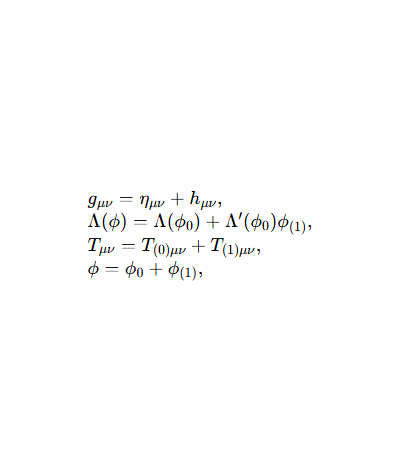 g_{μν} = η_{μν} + h_{μν},
Λ(ϕ) = Λ(ϕ_0) + Λ′(ϕ_0)ϕ_{(1)},
T_{μν} = T_{(0)μν} + T_{(1)μν},
ϕ = ϕ_0 + ϕ_{(1)},